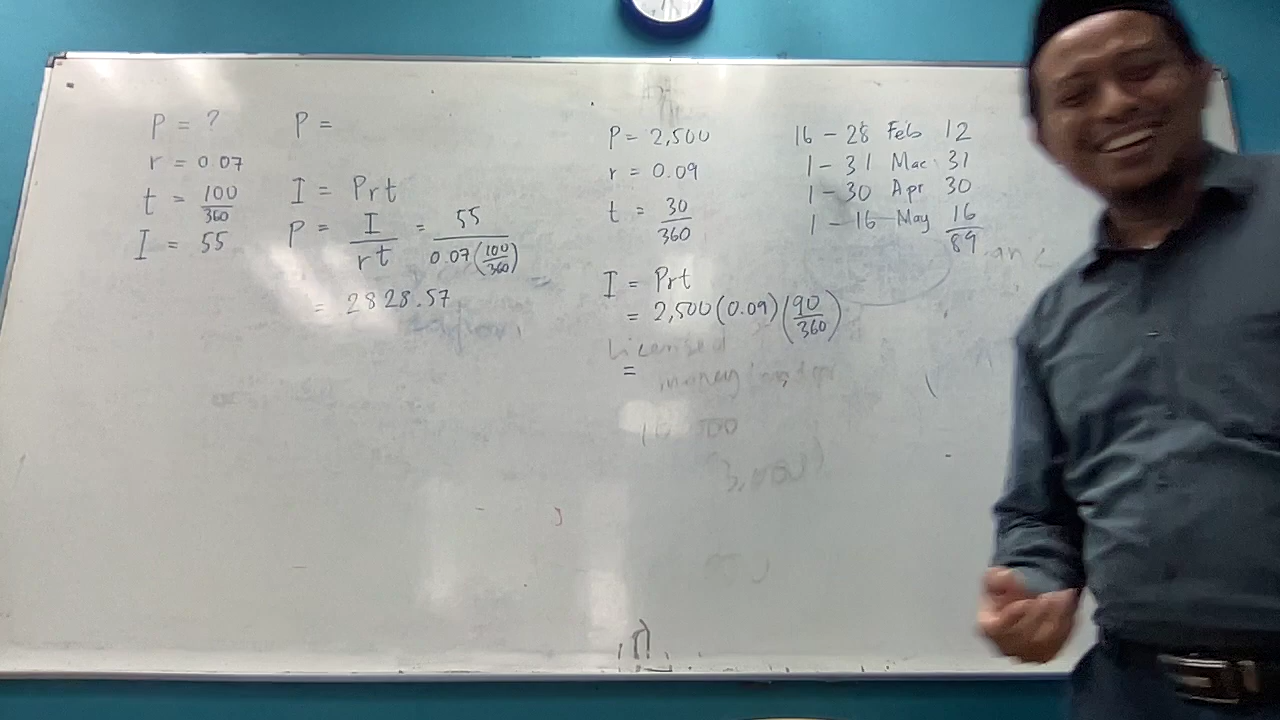 P = ?
r = 0.07
t = 100/360
I = 55
P =
I = Prt
P = I/rt = 55/0.07(100/360)
= 2828.57
P = 2,500
r = 0.09
t = 30/360
I = Prt
= 2,500(0.09)(90/360)
=
Licensed
16 - 28 Feb 12
1 - 31 Mac 31
1 - 30 Apr 30
1 - 16 May 16
89